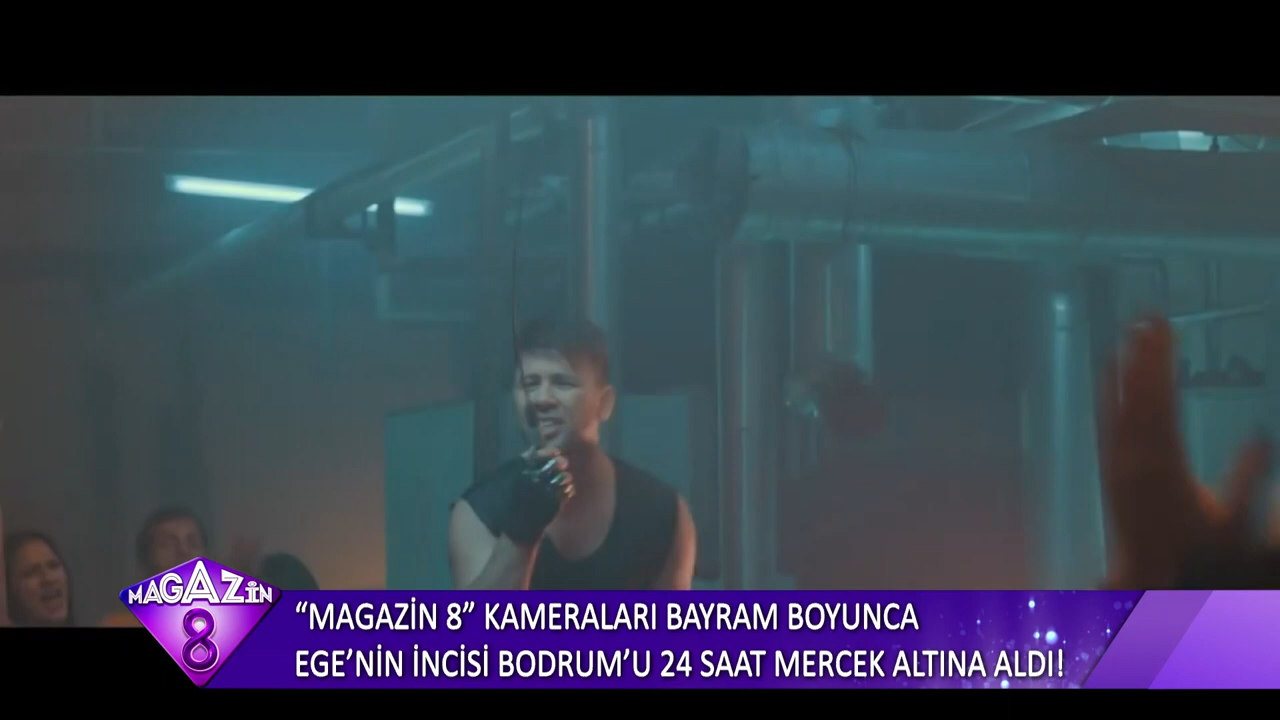 MAGAZİN
8
“MAGAZİN 8” KAMERALARI BAYRAM BOYUNCA
EGE’NİN İNCİSİ BODRUM’U 24 SAAT MERCEK ALTINA ALDI!